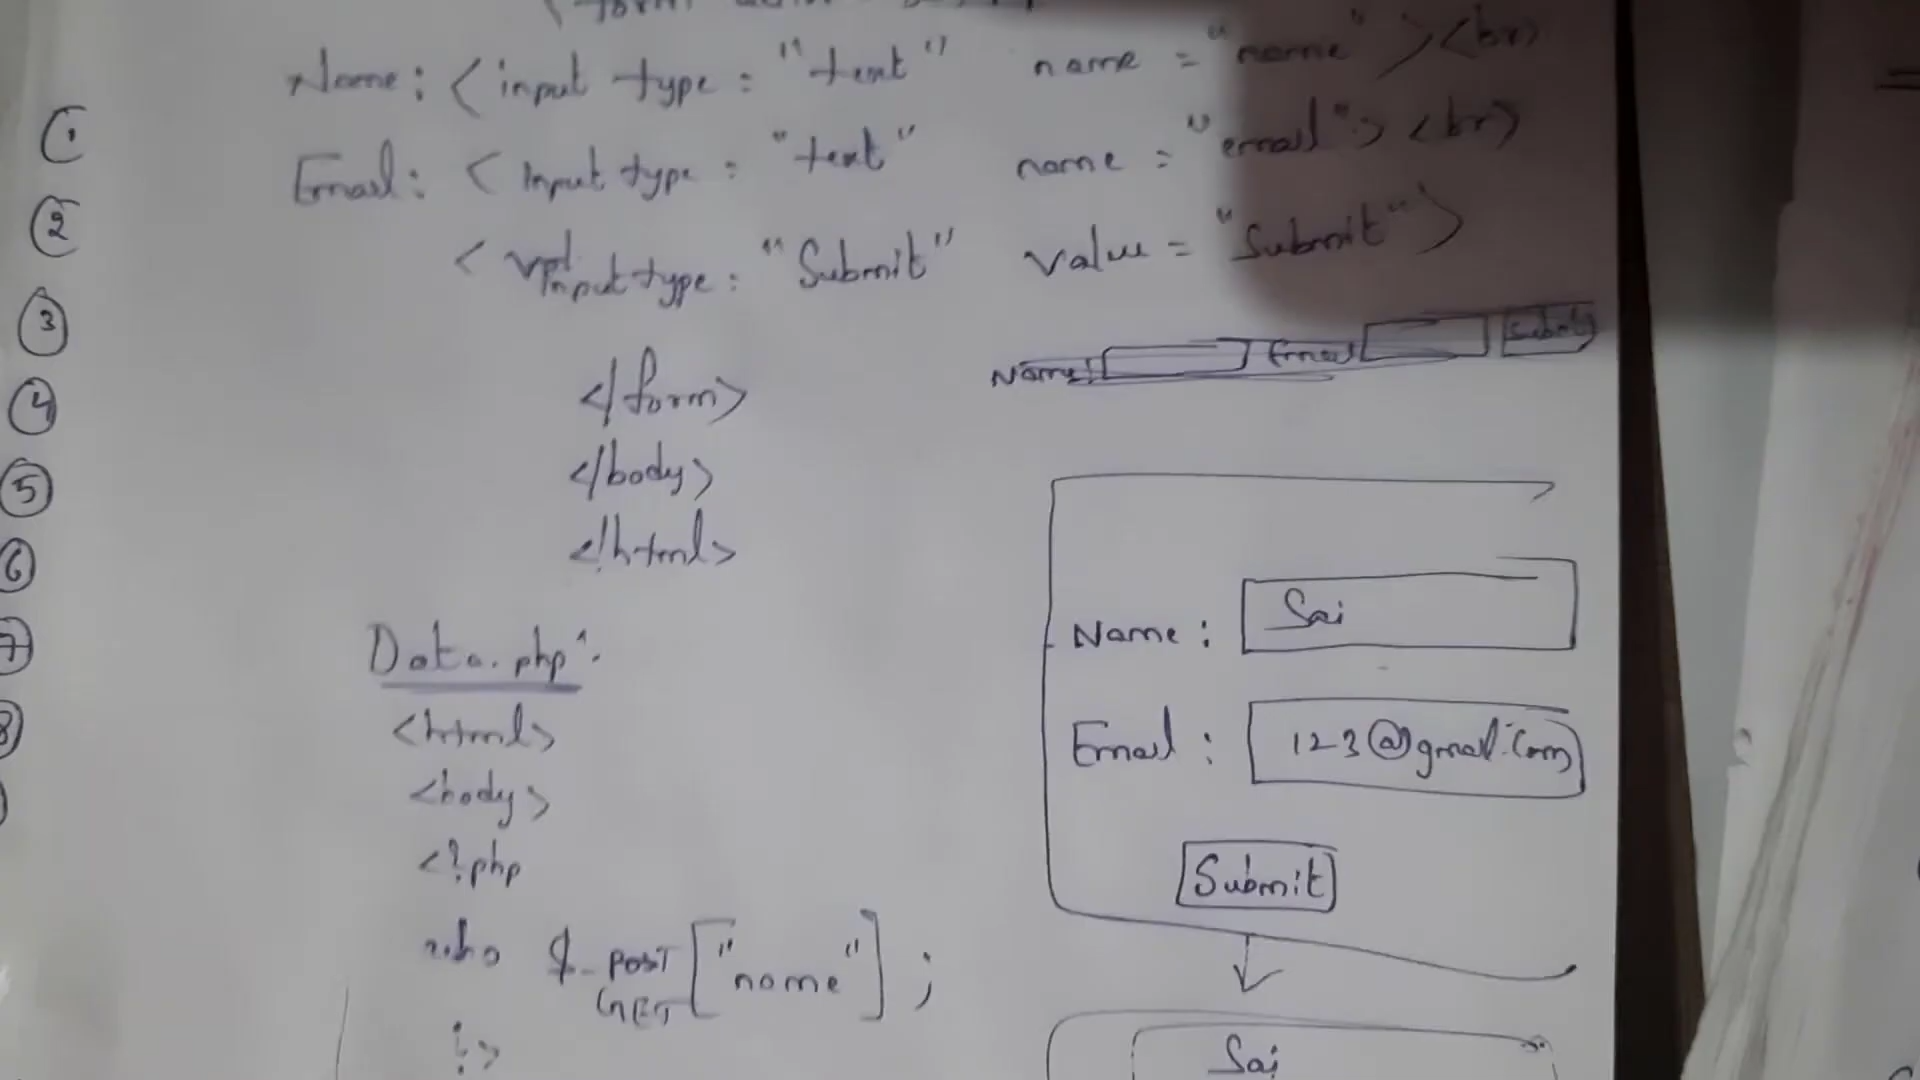 <form
Name: <input type = "text" name = "name"><br>
Email: <input type = "text" name = "email"><br>
<input type = "Submit" value = "Submit">
Name: Email Submit
</form>
</body>
</html>
Data.php:
<html>
<body>
<?php
echo $_POST ["name"];
GET
?>
Name: Sai
Email: 123@gmail.com
Submit
Sai
1
2
3
4
5
6
7
8